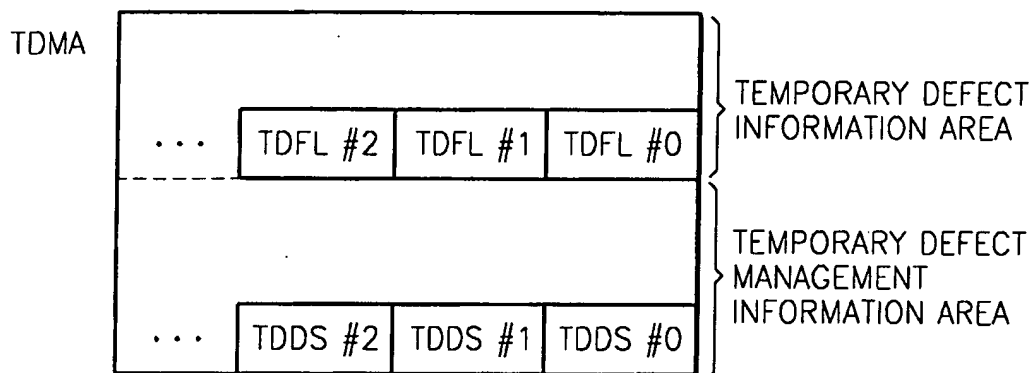 TDMA
TEMPORARY DEFECT
INFORMATION AREA
... TDFL #2 TDFL #1 TDFL #0
TEMPORARY DEFECT
MANAGEMENT
INFORMATION AREA
... TDDS #2 TDDS #1 TDDS #0